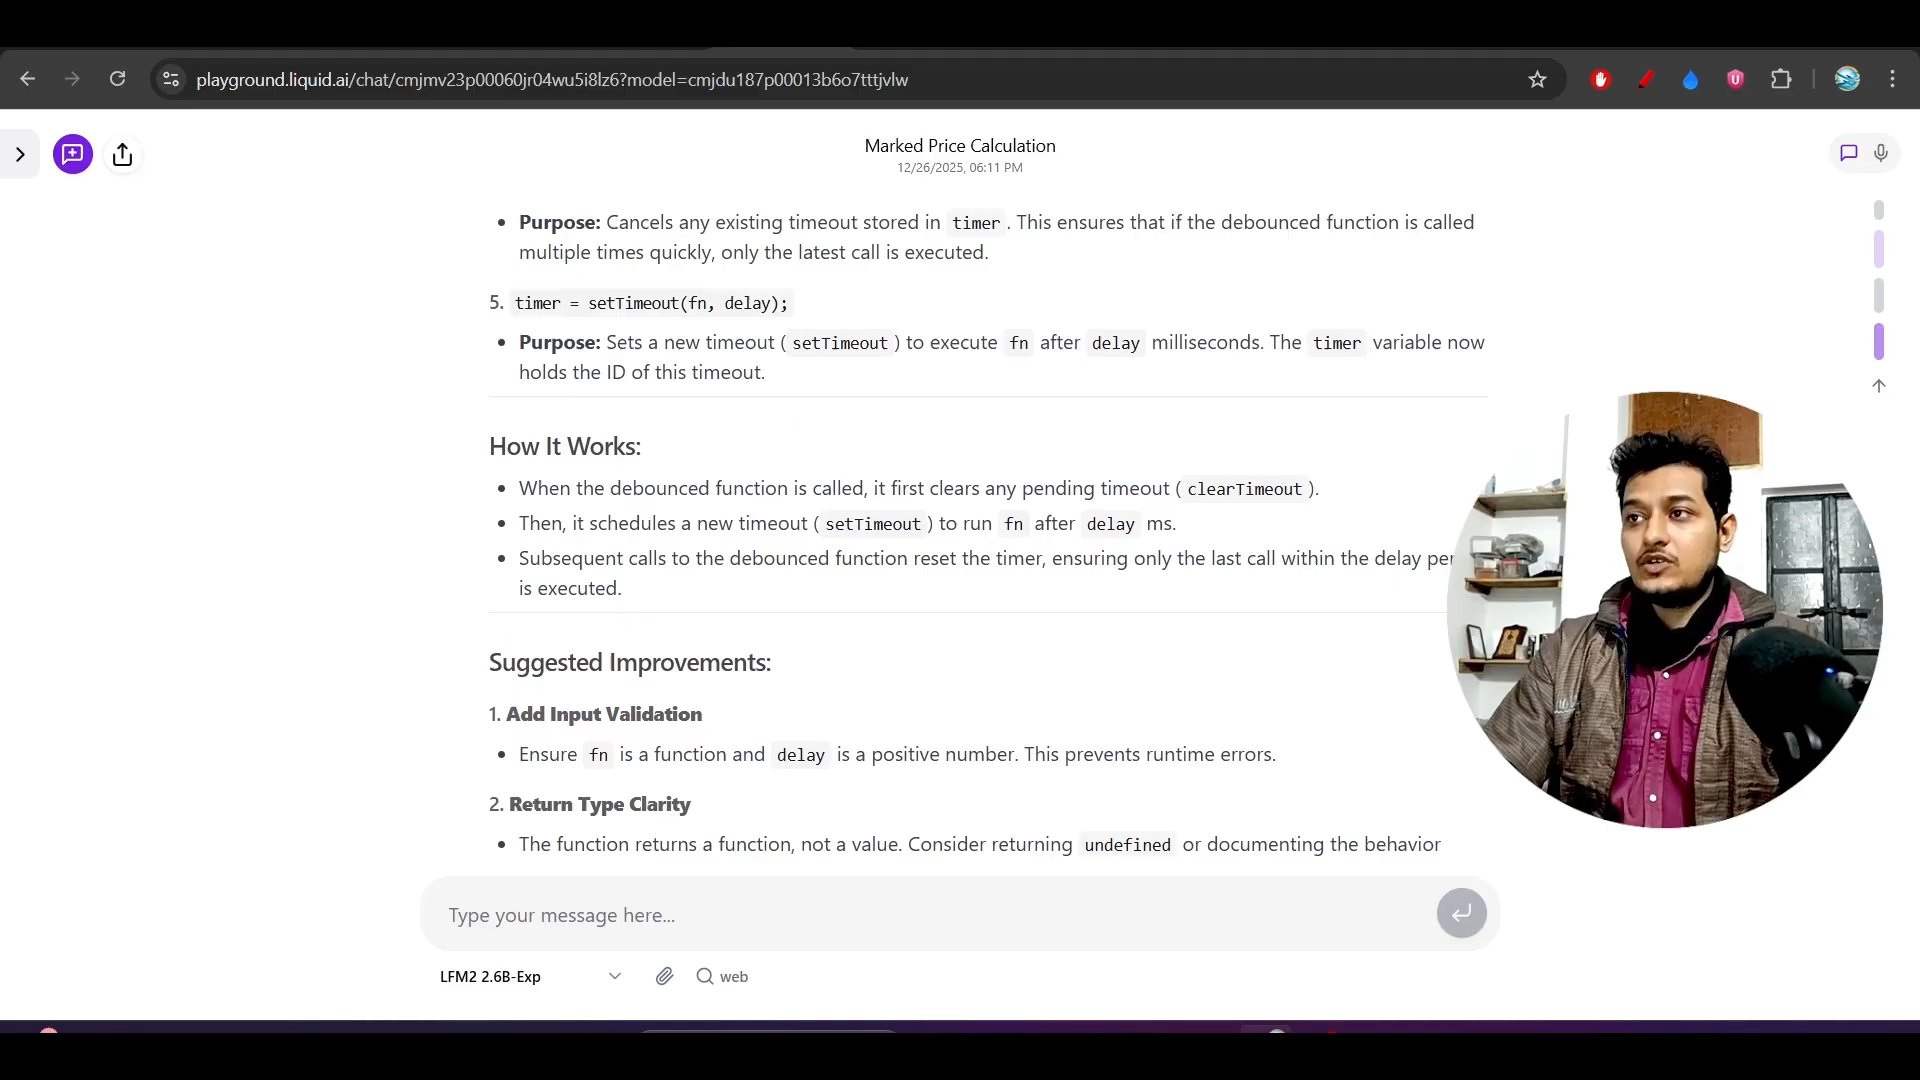 playground.liquid.ai/chat/cmjmv23p00060jr04wu5i8lz6?model=cmjdu187p00013b6o7tttjvlw
Marked Price Calculation
12/26/2025, 06:11 PM
• Purpose: Cancels any existing timeout stored in timer. This ensures that if the debounced function is called
multiple times quickly, only the latest call is executed.
5. timer = setTimeout(fn, delay);
• Purpose: Sets a new timeout (setTimeout) to execute fn after delay milliseconds. The timer variable now
holds the ID of this timeout.
How It Works:
• When the debounced function is called, it first clears any pending timeout (clearTimeout).
• Then, it schedules a new timeout (setTimeout) to run fn after delay ms.
• Subsequent calls to the debounced function reset the timer, ensuring only the last call within the delay per
is executed.
Suggested Improvements:
1. Add Input Validation
• Ensure fn is a function and delay is a positive number. This prevents runtime errors.
2. Return Type Clarity
• The function returns a function, not a value. Consider returning undefined or documenting the behavior
Type your message here...
LFM2 2.6B-Exp
web